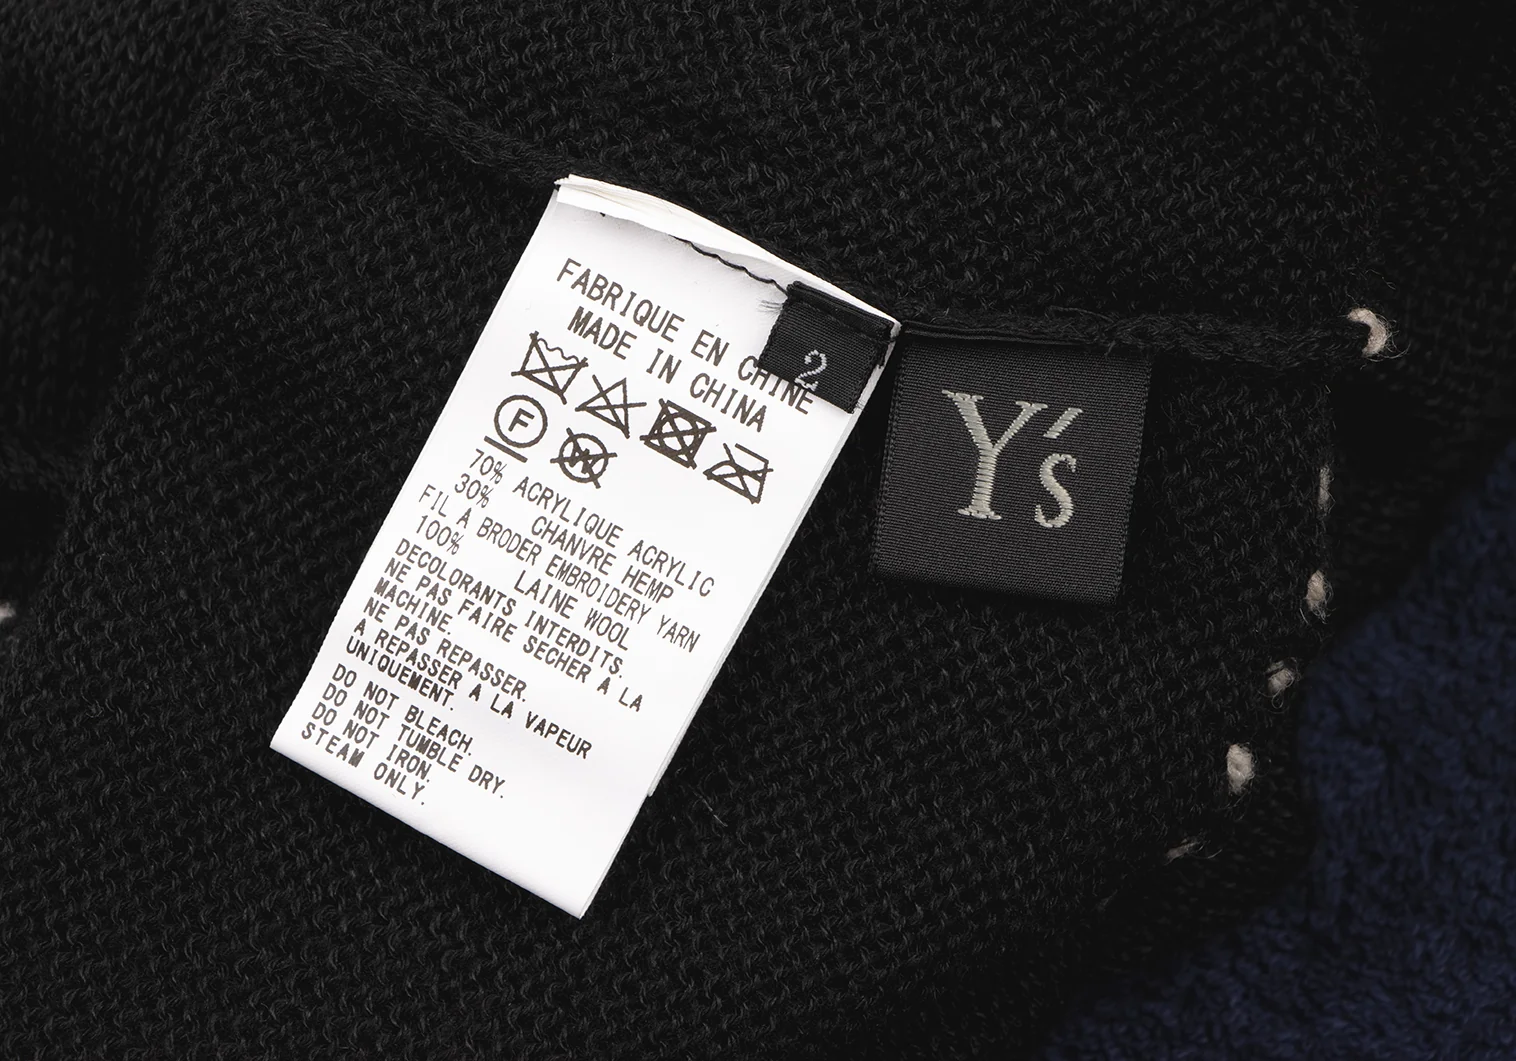 FABRIQUE EN CHINE
MADE IN CHINA
2
Y's
F
70% ACRYLIQUE ACRYLIC
30% CHANVRE HEMP
FIL A BRODER EMBROIDERY YARN
100% LAINE WOOL
DECOLORANTS INTERDITS.
NE PAS FAIRE SECHER A LA
MACHINE.
NE PAS REPASSER.
A REPASSER A LA VAPEUR
UNIQUEMENT.
DO NOT BLEACH.
DO NOT TUMBLE DRY.
DO NOT IRON.
STEAM ONLY.